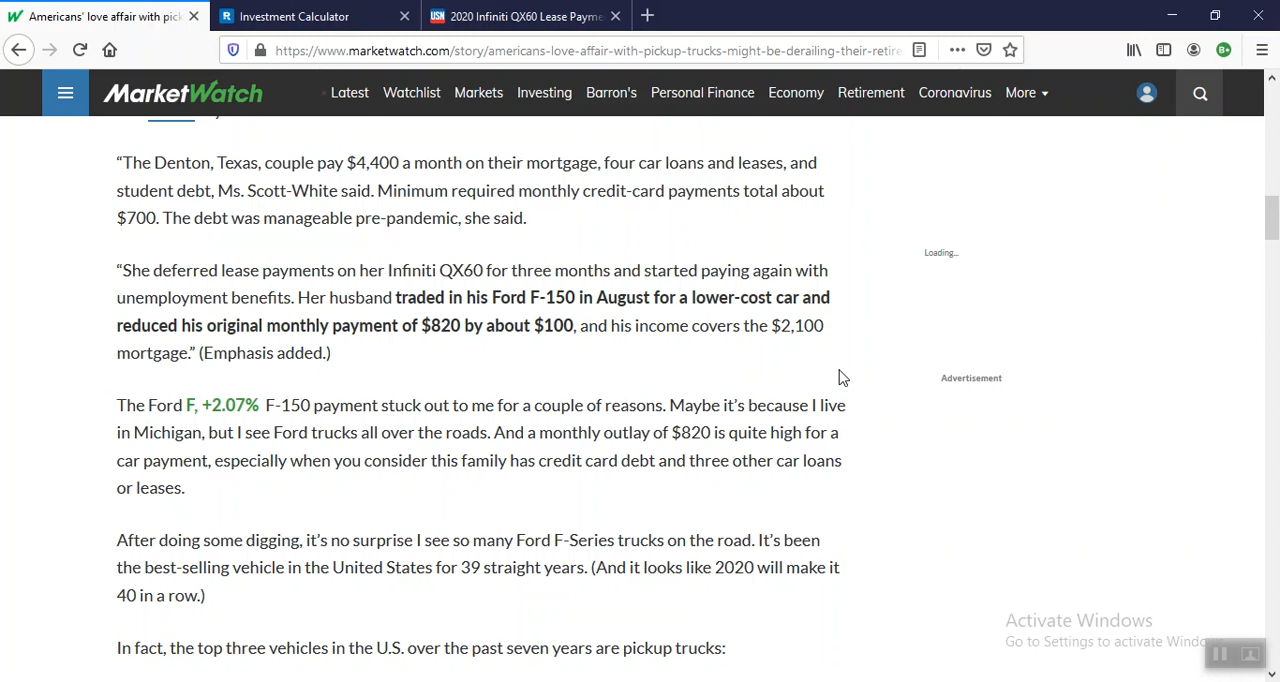 Americans' love affair with pick
Investment Calculator
USN
2020 Infiniti QX60 Lease Payme
https://www.marketwatch.com/story/americans-love-affair-with-pickup-trucks-might-be-derailing-their-retire
MarketWatch
Latest
Watchlist
Markets
Investing
Barron's
Personal Finance
Economy
Retirement
Coronavirus
More
“The Denton, Texas, couple pay $4,400 a month on their mortgage, four car loans and leases, and
student debt, Ms. Scott-White said. Minimum required monthly credit-card payments total about
$700. The debt was manageable pre-pandemic, she said.
“She deferred lease payments on her Infiniti QX60 for three months and started paying again with
unemployment benefits. Her husband traded in his Ford F-150 in August for a lower-cost car and
reduced his original monthly payment of $820 by about $100, and his income covers the $2,100
mortgage.” (Emphasis added.)
The Ford F, +2.07% F-150 payment stuck out to me for a couple of reasons. Maybe it’s because I live
in Michigan, but I see Ford trucks all over the roads. And a monthly outlay of $820 is quite high for a
car payment, especially when you consider this family has credit card debt and three other car loans
or leases.
After doing some digging, it’s no surprise I see so many Ford F-Series trucks on the road. It’s been
the best-selling vehicle in the United States for 39 straight years. (And it looks like 2020 will make it
40 in a row.)
In fact, the top three vehicles in the U.S. over the past seven years are pickup trucks:
Loading...
Advertisement
Activate Windows
Go to Settings to activate Windo